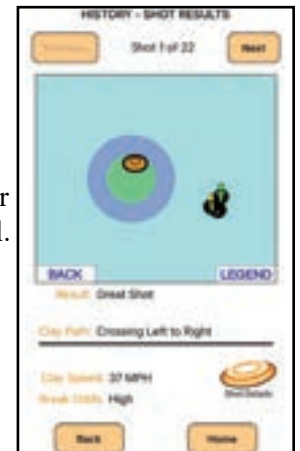 HISTORY - SHOT RESULTS
Shot 1 of 22
Next
r
l.
BACK
LEGEND
Result: Great Shot
Clay Path: Crossing Left to Right
Clay Speed: 37 MPH
Break Odds: High
Shot Details
Back
Home